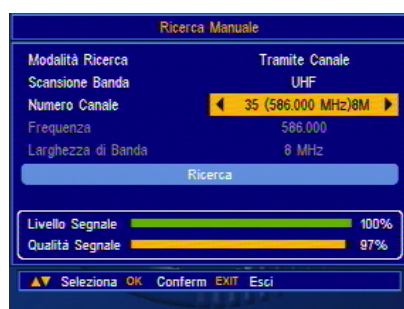 Ricerca Manuale
Modalità Ricerca Tramite Canale
Scansione Banda UHF
Numero Canale 35 (586.000 MHz)8M
Frequenza 586.000
Larghezza di Banda 8 MHz
Ricerca
Livello Segnale 100%
Qualitá Segnale 97%
Seleziona OK Conferm EXIT Esci